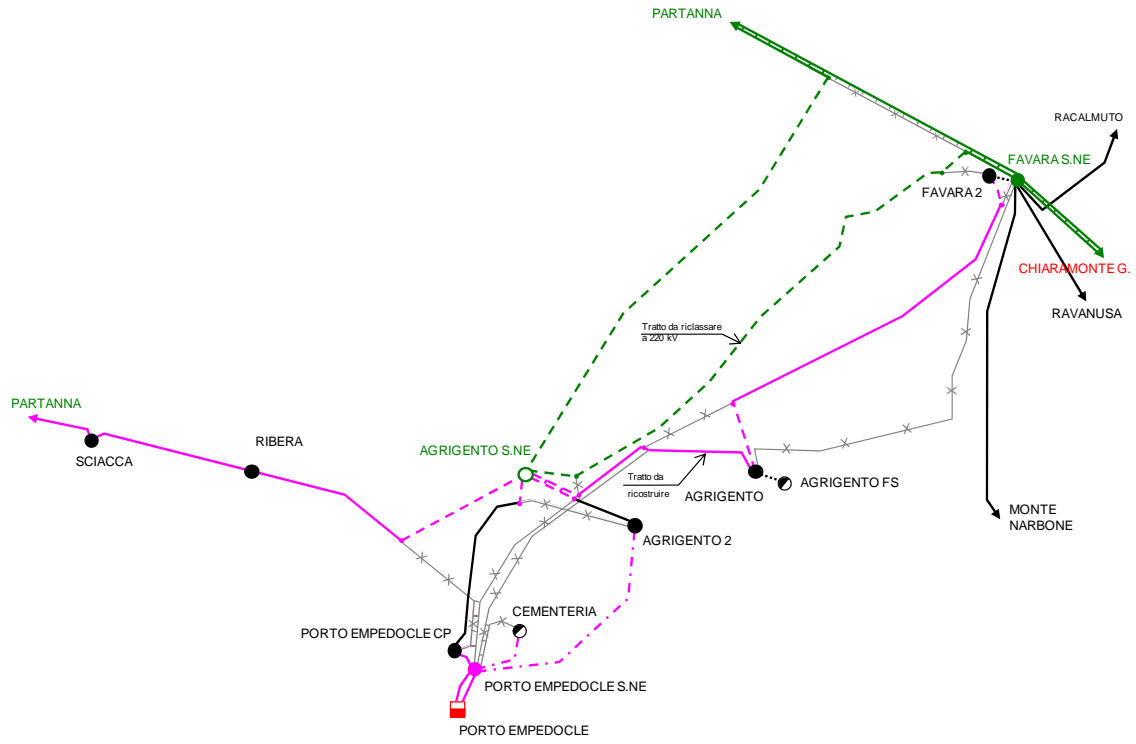 PARTANNA
RACALMUTO
FAVARA S.NE
FAVARA 2
CHIARAMONTE G.
RAVANUSA
Tratto da riclassare
a 220 kV
PARTANNA
RIBERA
SCIACCA
AGRIGENTO S.NE
Tratto da
ricostruire
AGRIGENTO
AGRIGENTO FS
MONTE
NARBONE
AGRIGENTO 2
CEMENTERIA
PORTO EMPEDOCLE CP
PORTO EMPEDOCLE S.NE
PORTO EMPEDOCLE